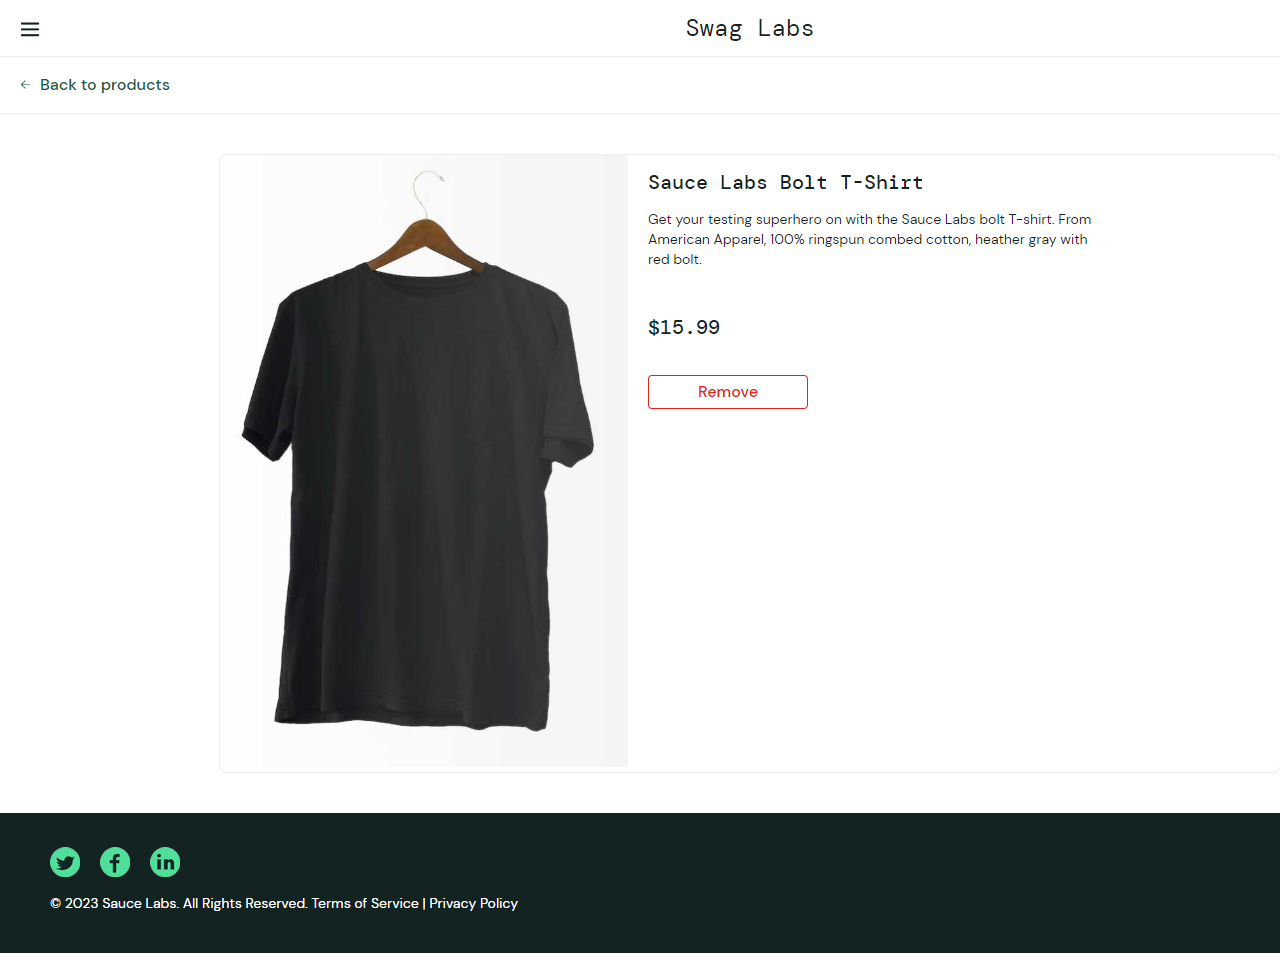 Swag Labs
Back to products
Sauce Labs Bolt T-Shirt
Get your testing superhero on with the Sauce Labs bolt T-shirt. From
American Apparel, 100% ringspun combed cotton, heather gray with
red bolt.
$15.99
Remove
© 2023 Sauce Labs. All Rights Reserved. Terms of Service | Privacy Policy